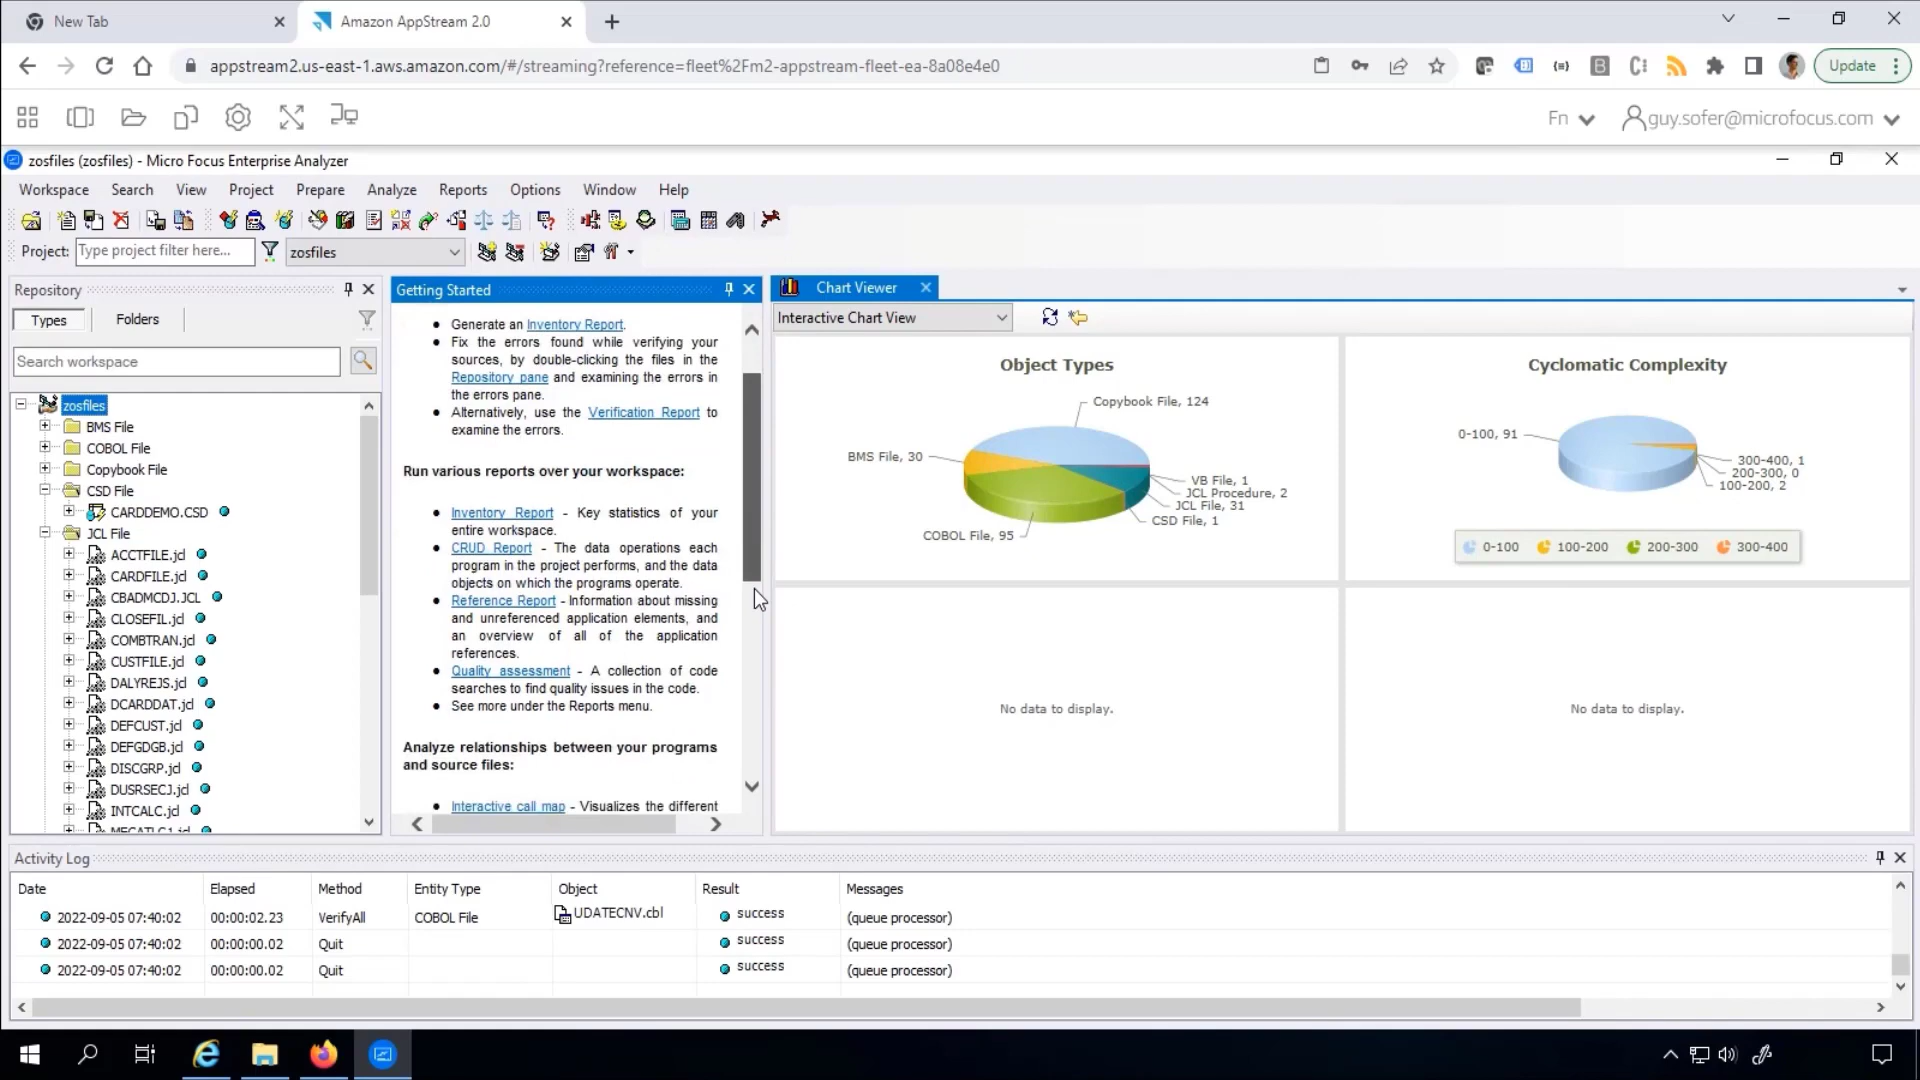 New Tab
Amazon AppStream 2.0
appstream2.us-east-1.aws.amazon.com/#/streaming?reference=fleet%2Fm2-appstream-fleet-ea-8a08e4e0
Update
Fn
guy.sofer@microfocus.com
zosfiles (zosfiles) - Micro Focus Enterprise Analyzer
Workspace Search View Project Prepare Analyze Reports Options Window Help
Project: Type project filter here... zosfiles
Repository
Types Folders
Search workspace
zosfiles
BMS File
COBOL File
Copybook File
CSD File
CARDDEMO.CSD
JCL File
ACCTFILE.jcl
CARDFILE.jcl
CBADMCDJ.JCL
CLOSEFIL.jcl
COMBTRAN.jcl
CUSTFILE.jcl
DALYREJS.jcl
DCARDDAT.jcl
DEFCUST.jcl
DEFGDGB.jcl
DISCGRP.jcl
DUSRSECJ.jcl
INTCALC.jcl
Getting Started
• Generate an Inventory Report.
• Fix the errors found while verifying your
sources, by double-clicking the files in the
Repository pane and examining the errors in
the errors pane.
• Alternatively, use the Verification Report to
examine the errors.
Run various reports over your workspace:
• Inventory Report - Key statistics of your
entire workspace.
• CRUD Report - The data operations each
program in the project performs, and the data
objects on which the programs operate.
• Reference Report - Information about missing
and unreferenced application elements, and
an overview of all of the application
references.
• Quality assessment - A collection of code
searches to find quality issues in the code.
• See more under the Reports menu.
Analyze relationships between your programs
and source files:
• Interactive call map - Visualizes the different
Chart Viewer
Interactive Chart View
Object Types
Copybook File, 124
BMS File, 30
VB File, 1
JCL Procedure, 2
JCL File, 31
CSD File, 1
COBOL File, 95
Cyclomatic Complexity
0-100, 91
300-400, 1
200-300, 0
100-200, 2
0-100 100-200 200-300 300-400
No data to display.
No data to display.
Activity Log
Date Elapsed Method Entity Type Object Result Messages
2022-09-05 07:40:02 00:00:02.23 VerifyAll COBOL File UDATECNV.cbl success (queue processor)
2022-09-05 07:40:02 00:00:00.02 Quit success (queue processor)
2022-09-05 07:40:02 00:00:00.02 Quit success (queue processor)